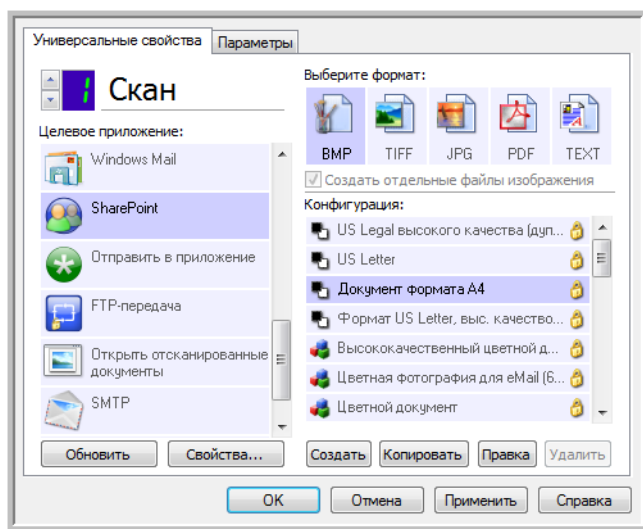 Универсальные свойства
Параметры
1
Скан
Целевое приложение:
Windows Mail
SharePoint
Отправить в приложение
FTP-передача
Открыть отсканированные
документы
SMTP
Обновить
Свойства...
Выберите формат:
BMP
TIFF
JPG
PDF
TEXT
Создать отдельные файлы изображения
Конфигурация:
US Legal высокого качества (дуп...
US Letter
Документ формата A4
Формат US Letter, выс. качество...
Высококачественный цветной д...
Цветная фотография для eMail (6...
Цветной документ
Создать
Копировать
Правка
Удалить
OK
Отмена
Применить
Справка